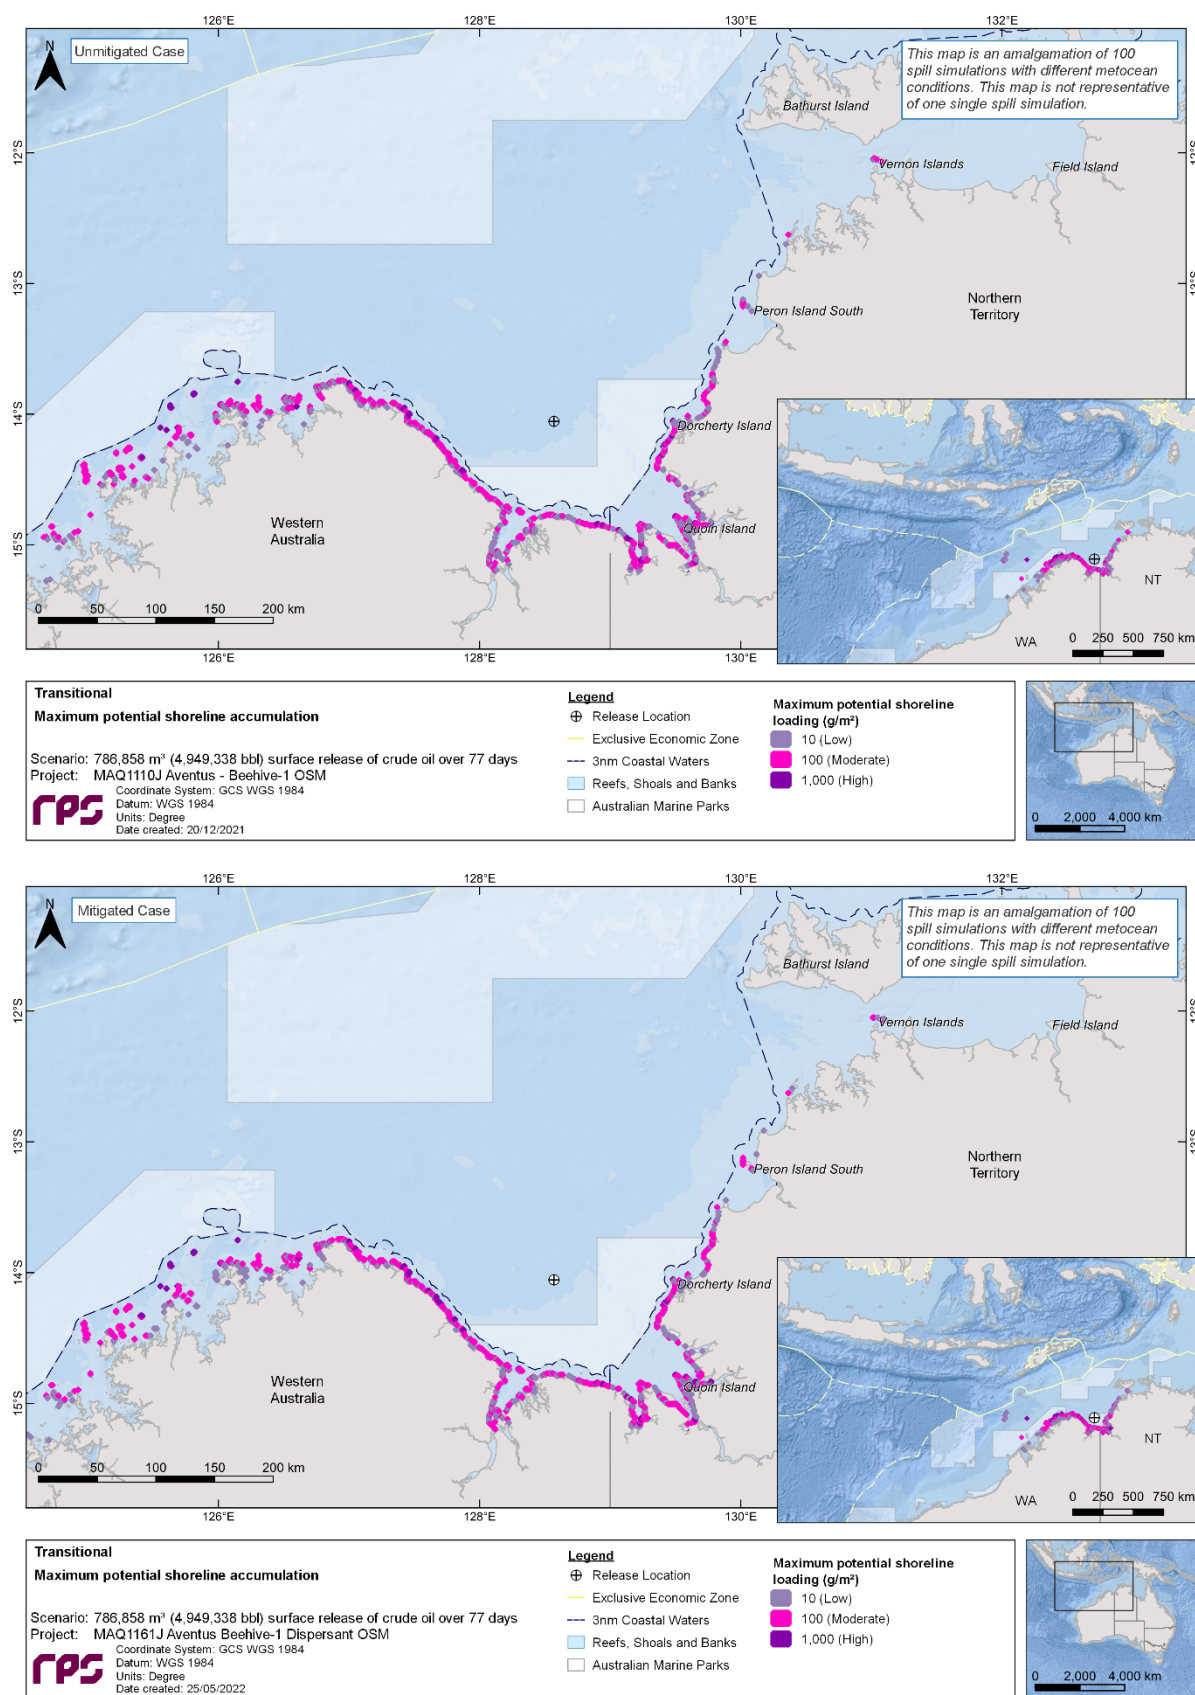 126°E
128°E
130°E
132°E
Unmitigated Case
N
This map is an amalgamation of 100
spill simulations with different metocean
conditions. This map is not representative
of one single spill simulation.
Bathurst Island
12°S
12°S
Vernon Islands
Field Island
13°S
13°S
Peron Island South
Northern
Territory
14°S
Dorcherty Island
Western
Australia
Quoin Island
15°S
NT
WA
0 50 100 150 200 km
0 250 500 750 km
126°E
128°E
130°E
132°E
Transitional
Maximum potential shoreline accumulation
Scenario: 786,858 m³ (4,949,338 bbl) surface release of crude oil over 77 days
Project: MAQ1110J Aventus - Beehive-1 OSM
rps
Coordinate System: GCS WGS 1984
Datum: WGS 1984
Units: Degree
Date created: 20/12/2021
Legend
Release Location
Exclusive Economic Zone
3nm Coastal Waters
Reefs, Shoals and Banks
Australian Marine Parks
Maximum potential shoreline
loading (g/m²)
10 (Low)
100 (Moderate)
1,000 (High)
0 2,000 4,000 km
126°E
128°E
130°E
132°E
Mitigated Case
N
This map is an amalgamation of 100
spill simulations with different metocean
conditions. This map is not representative
of one single spill simulation.
Bathurst Island
12°S
12°S
Vernon Islands
Field Island
13°S
13°S
Peron Island South
Northern
Territory
14°S
Dorcherty Island
Western
Australia
Quoin Island
15°S
NT
WA
0 50 100 150 200 km
0 250 500 750 km
126°E
128°E
130°E
132°E
Transitional
Maximum potential shoreline accumulation
Scenario: 786,858 m³ (4,949,338 bbl) surface release of crude oil over 77 days
Project: MAQ1161J Aventus Beehive-1 Dispersant OSM
rps
Coordinate System: GCS WGS 1984
Datum: WGS 1984
Units: Degree
Date created: 25/05/2022
Legend
Release Location
Exclusive Economic Zone
3nm Coastal Waters
Reefs, Shoals and Banks
Australian Marine Parks
Maximum potential shoreline
loading (g/m²)
10 (Low)
100 (Moderate)
1,000 (High)
0 2,000 4,000 km